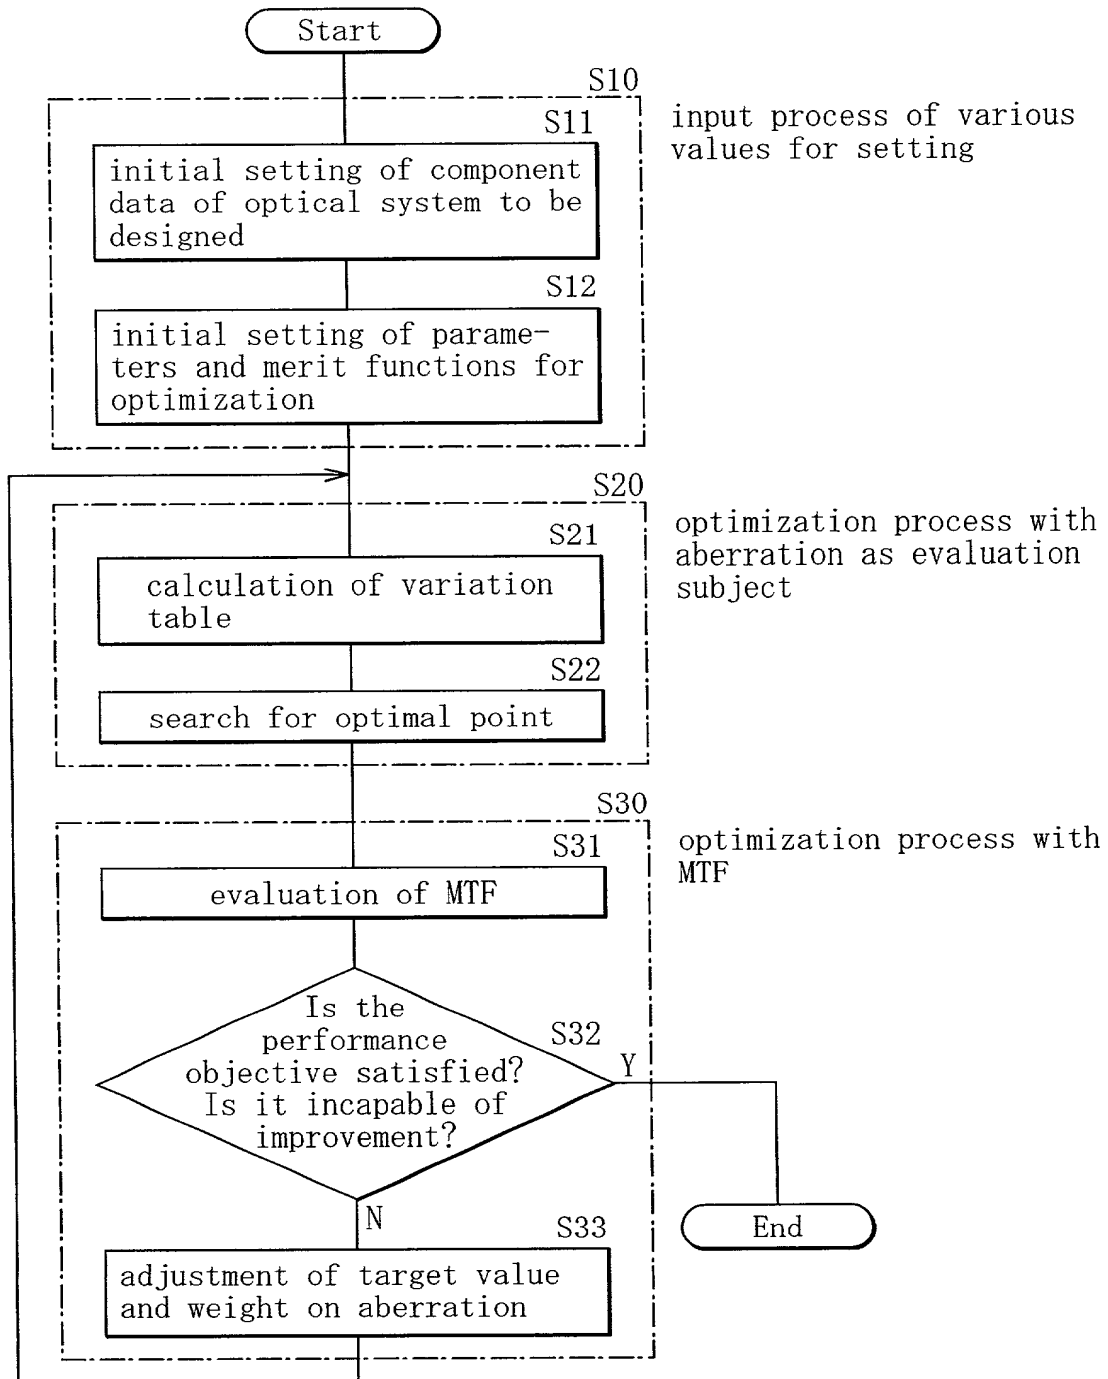 Start
S10
input process of various
values for setting
S11
initial setting of component
data of optical system to be
designed
S12
initial setting of parame-
ters and merit functions for
optimization
S20
optimization process with
aberration as evaluation
subject
S21
calculation of variation
table
S22
search for optimal point
S30
optimization process with
MTF
S31
evaluation of MTF
S32
Is the
performance
objective satisfied?
Is it incapable of
improvement?
Y
N
End
S33
adjustment of target value
and weight on aberration